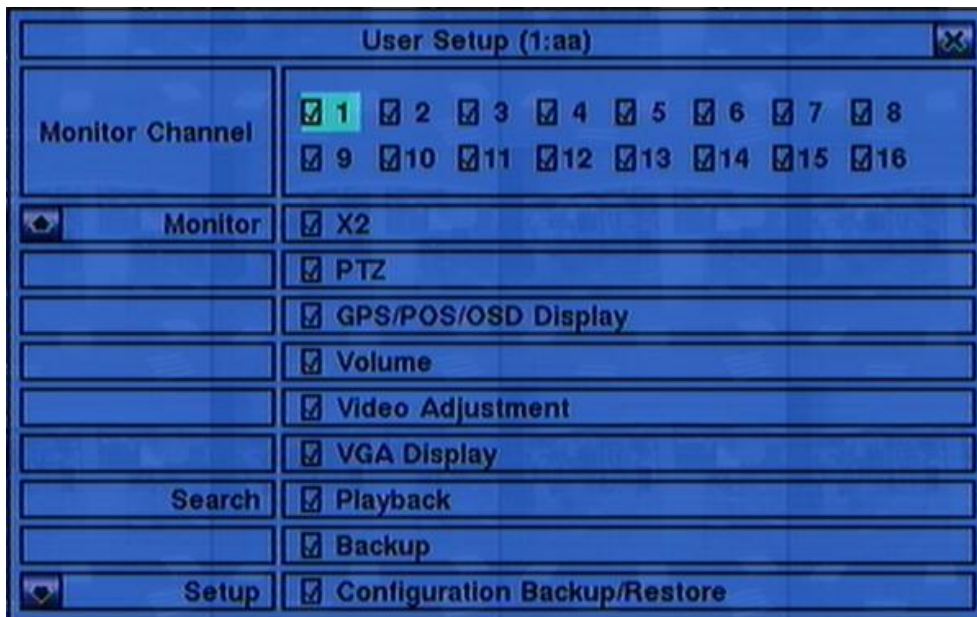 User Setup (1:aa)
Monitor Channel
1 2 3 4 5 6 7 8
9 10 11 12 13 14 15 16
Monitor X2
PTZ
GPS/POS/OSD Display
Volume
Video Adjustment
VGA Display
Search Playback
Backup
Setup Configuration Backup/Restore